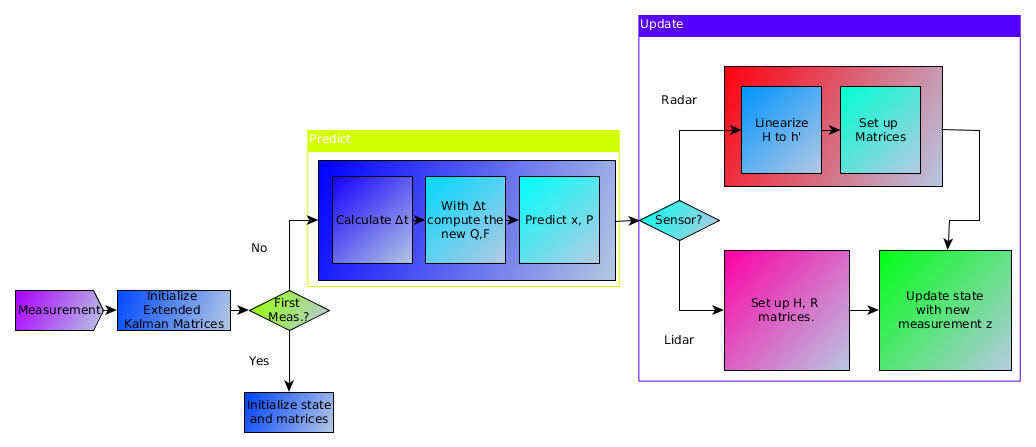 Update
Radar
Linearize
H to h'
Set up
Matrices
Predict
Calculate Δt
With Δt
compute the
new Q,F
Predict x, P
Sensor?
No
Measurement
Initialize
Extended
Kalman Matrices
First
Meas.?
Set up H, R
matrices.
Update state
with new
measurement z
Lidar
Yes
Initialize state
and matrices